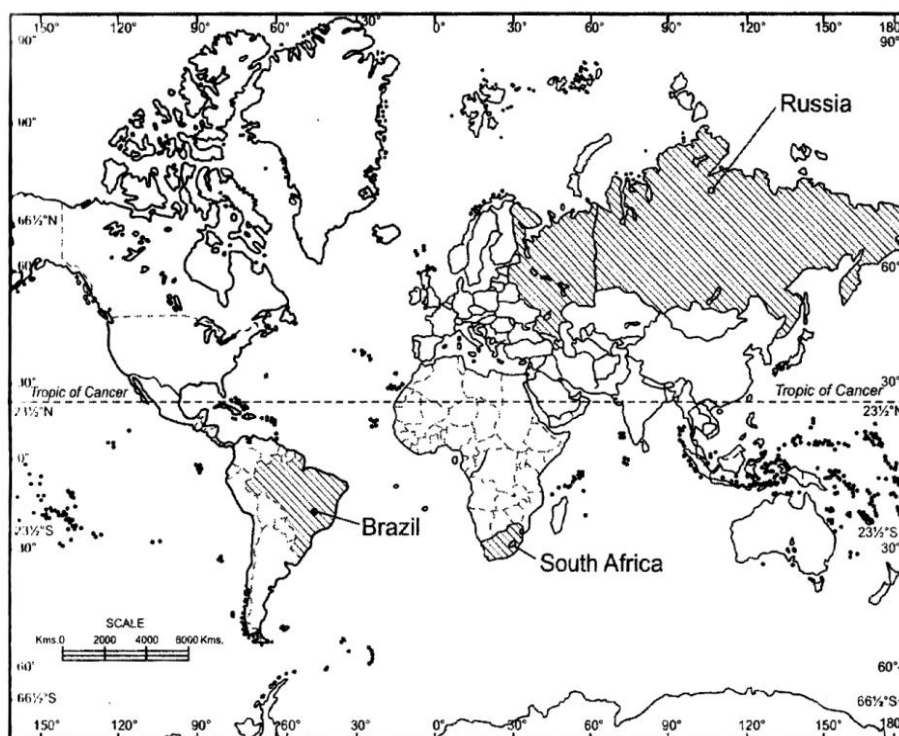 150° 120° 90° 60° 30° 0° 30° 60° 90° 120° 150° 180°
90° 90°
Russia
90°
66½°N
60° 60°
30° 30°
Tropic of Cancer Tropic of Cancer
23½°N 23½°N
0°
Brazil
23½°S 23½°S
30° 30°
South Africa
SCALE
Kms.0 2000 4000 6000 Kms.
60° 60°
66½°S 66½°S
150° 120° 90° 60° 0° 30° 60° 90° 120° 150° 180